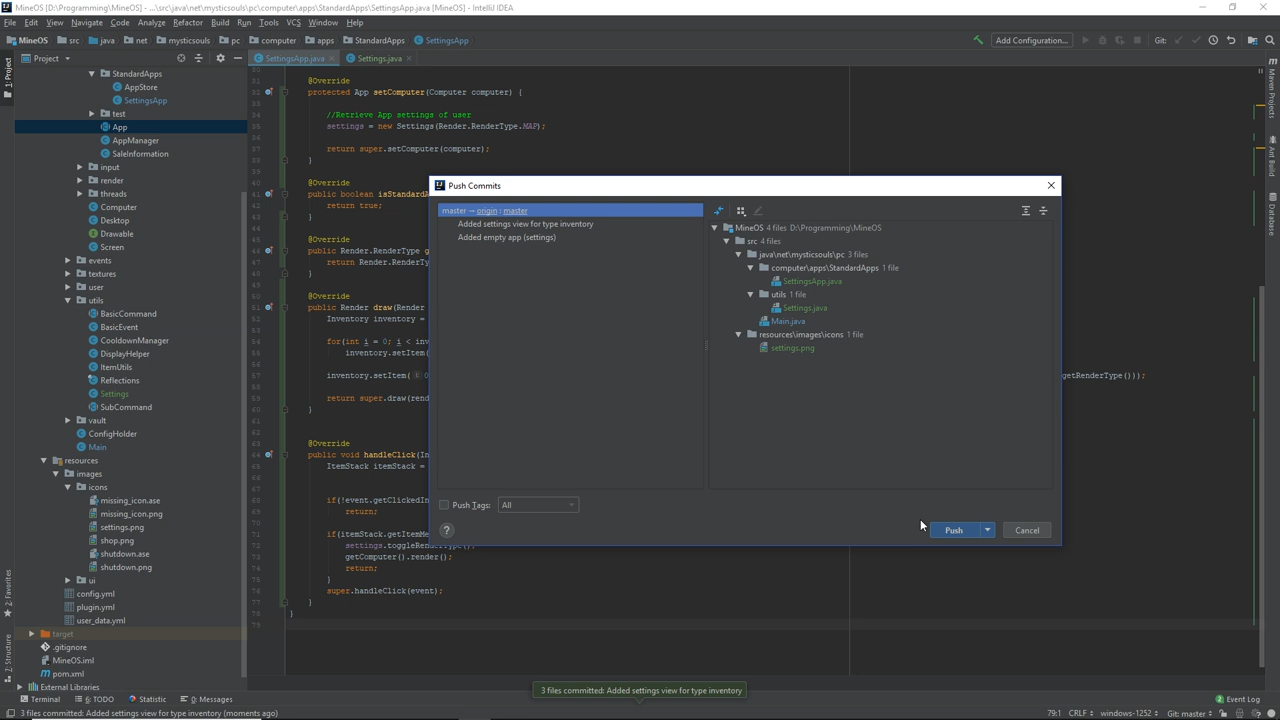 MineOS [D:\Programming\MineOS] - ...\src\java\net\mysticsouls\pc\computer\apps\StandardApps\SettingsApp.java [MineOS] - IntelliJ IDEA
File Edit View Navigate Code Analyze Refactor Build Run Tools VCS Window Help
MineOS src java net mysticsouls pc computer apps StandardApps SettingsApp Add Configuration... Git:
Project SettingsApp.java Settings.java
1: Project
Maven Projects
Ant Build
Database
2: Favorites
Z: Structure
StandardApps
AppStore
SettingsApp
test
App
AppManager
SaleInformation
input
render
threads
Computer
Desktop
Drawable
Screen
events
textures
user
utils
BasicCommand
BasicEvent
CooldownManager
DisplayHelper
ItemUtils
Reflections
Settings
SubCommand
vault
ConfigHolder
Main
resources
images
icons
missing_icon.ase
missing_icon.png
settings.png
shop.png
shutdown.ase
shutdown.png
ui
config.yml
plugin.yml
user_data.yml
target
.gitignore
MineOS.iml
pom.xml
External Libraries
@Override
protected App setComputer(Computer computer) {
//Retrieve App settings of user
settings = new Settings(Render.RenderType.MAP);
return super.setComputer(computer);
}
@Override
public boolean isStandardA
return true;
}
@Override
public Render.RenderType g
return Render.RenderTy
}
@Override
public Render draw(Render
Inventory inventory =
for(int i = 0; i < inv
inventory.setItem(
inventory.setItem( getRenderType()));
return super.draw(rend
}
@Override
public void handleClick(In
ItemStack itemStack =
if(!event.getClickedIn
return;
if(itemStack.getItemMe
settings.toggleRenderType();
getComputer().render();
return;
}
super.handleClick(event);
}
}
Push Commits
master → origin : master
Added settings view for type inventory
Added empty app (settings)
MineOS 4 files D:\Programming\MineOS
src 4 files
java\net\mysticsouls\pc 3 files
computer\apps\StandardApps 1 file
SettingsApp.java
utils 1 file
Settings.java
Main.java
resources\images\icons 1 file
settings.png
Push Tags: All
? Push Cancel
3 files committed: Added settings view for type inventory
Terminal 6: TODO Statistic 0: Messages 2 Event Log
3 files committed: Added settings view for type inventory (moments ago) 79:1 CRLF windows-1252 Git: master